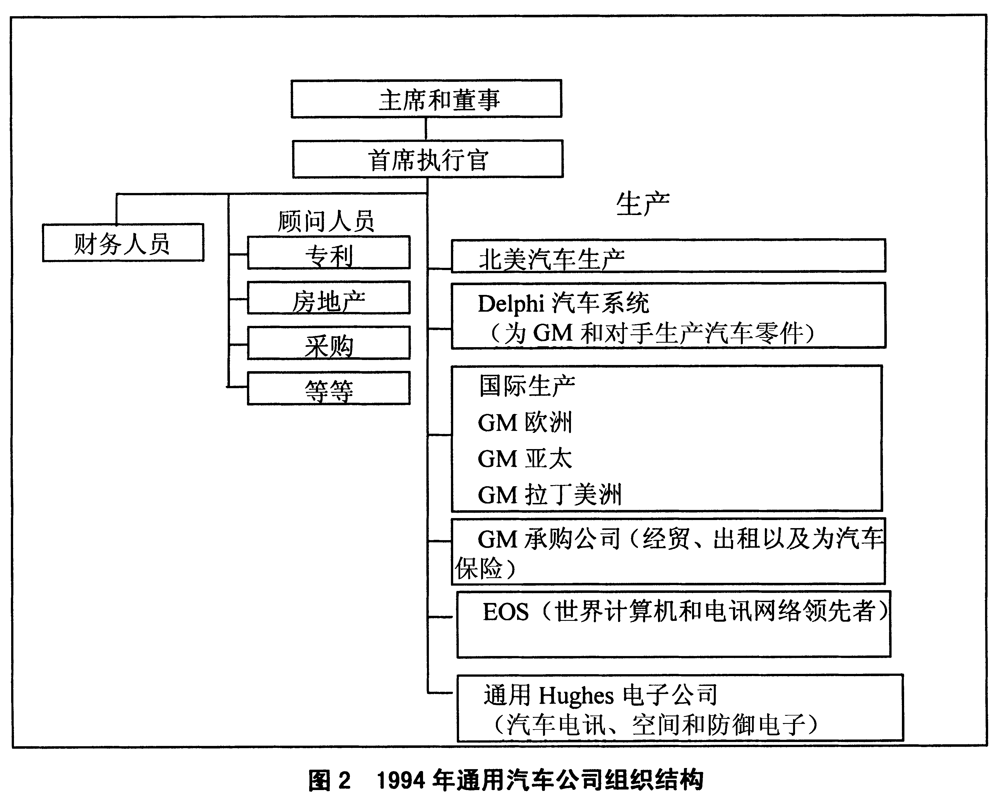 主席和董事
首席执行官
生产
顾问人员
财务人员
专利
房地产
采购
等等
北美汽车生产
Delphi 汽车系统
（为 GM 和对手生产汽车零件）
国际生产
GM 欧洲
GM 亚太
GM 拉丁美洲
GM 承购公司（经贸、出租以及为汽车
保险）
EOS（世界计算机和电讯网络领先者）
通用 Hughes 电子公司
（汽车电讯、空间和防御电子）
图 2 1994 年通用汽车公司组织结构